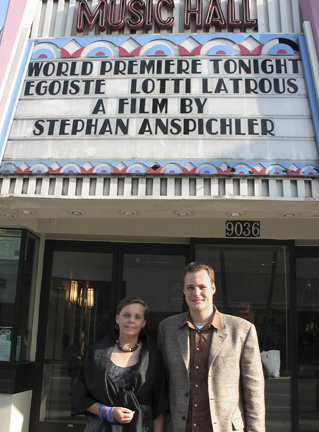 MUSIC HALL
WORLD PREMIERE TONIGHT
EGOISTE LOTTI LATROUS
A FILM BY
STEPHAN ANSPICHLER
9036